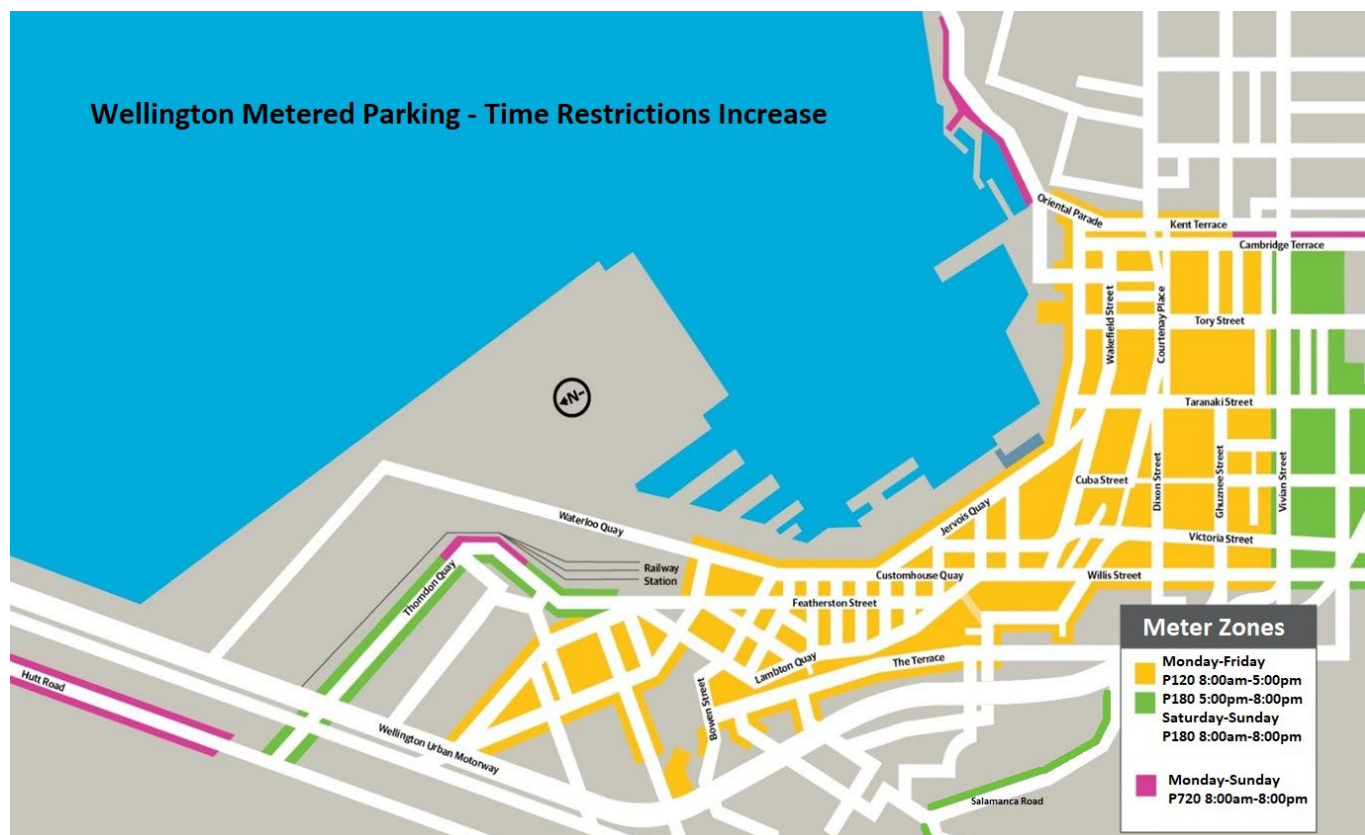 Wellington Metered Parking - Time Restrictions Increase
Oriental Parade
Kent Terrace
Cambridge Terrace
Wakefield Street
Courtenay Place
Tory Street
Taranaki Street
N
Cuba Street
Dixon Street
Ghuznee Street
Vivian Street
Waterloo Quay
Jervois Quay
Victoria Street
Railway
Station
Customhouse Quay
Willis Street
Thorndon Quay
Featherston Street
Lambton Quay
The Terrace
Hutt Road
Bowen Street
Wellington Urban Motorway
Salamanca Road
Meter Zones
Monday-Friday
P120 8:00am-5:00pm
P180 5:00pm-8:00pm
Saturday-Sunday
P180 8:00am-8:00pm
Monday-Sunday
P720 8:00am-8:00pm